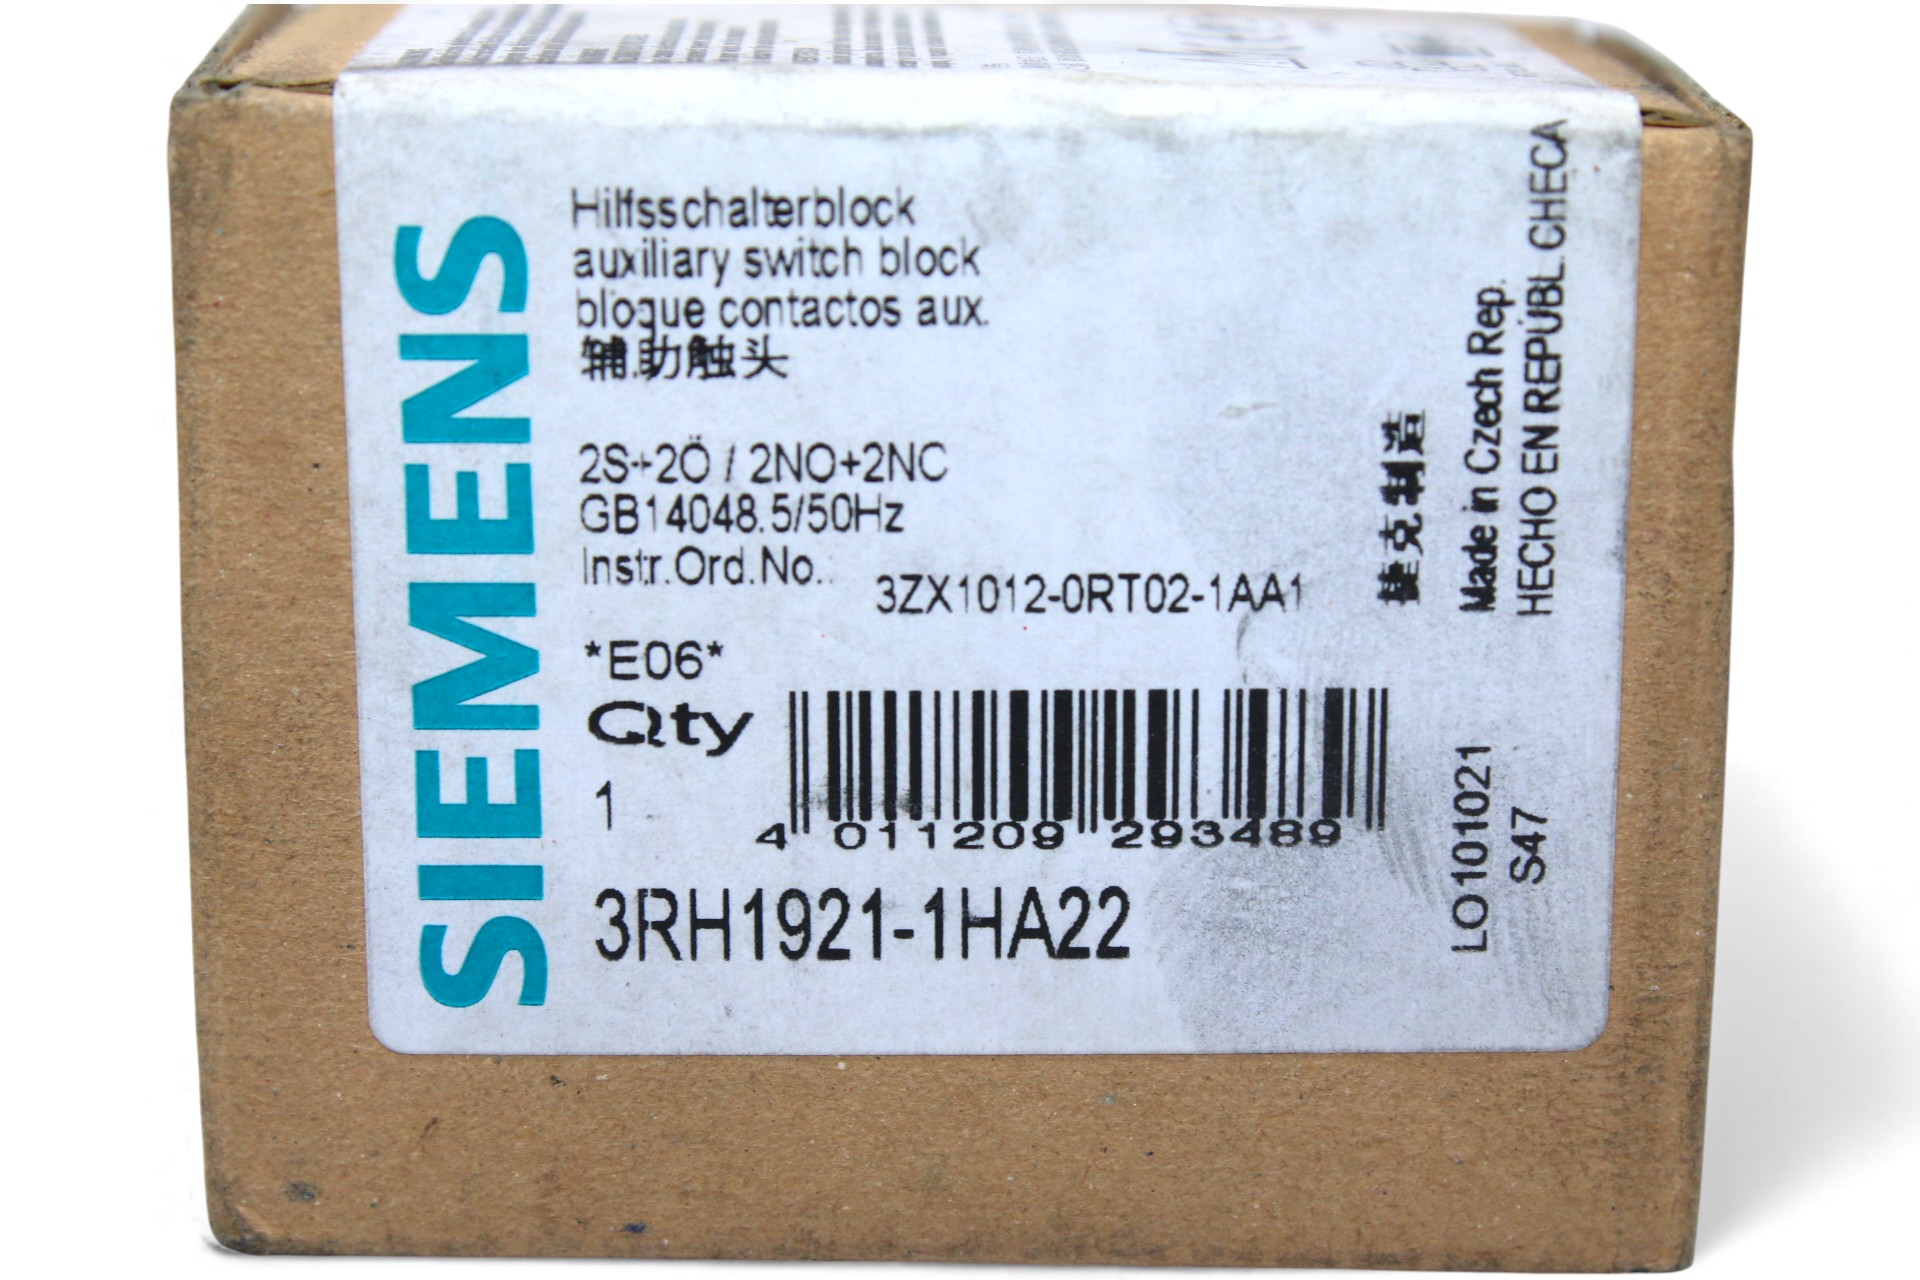 SIEMENS
Hilfsschalterblock
auxiliary switch block
bloque contactos aux.
辅助触头
2S+2Ö / 2NO+2NC
GB14048.5/50Hz
Instr.Ord.No.:
3ZX1012-0RT02-1AA1
*E06*
Qty
1
4 011209 293489
3RH1921-1HA22
捷克制造
Made in Czech Rep.
HECHO EN REPÚBL.CHECA
LO101021
S47